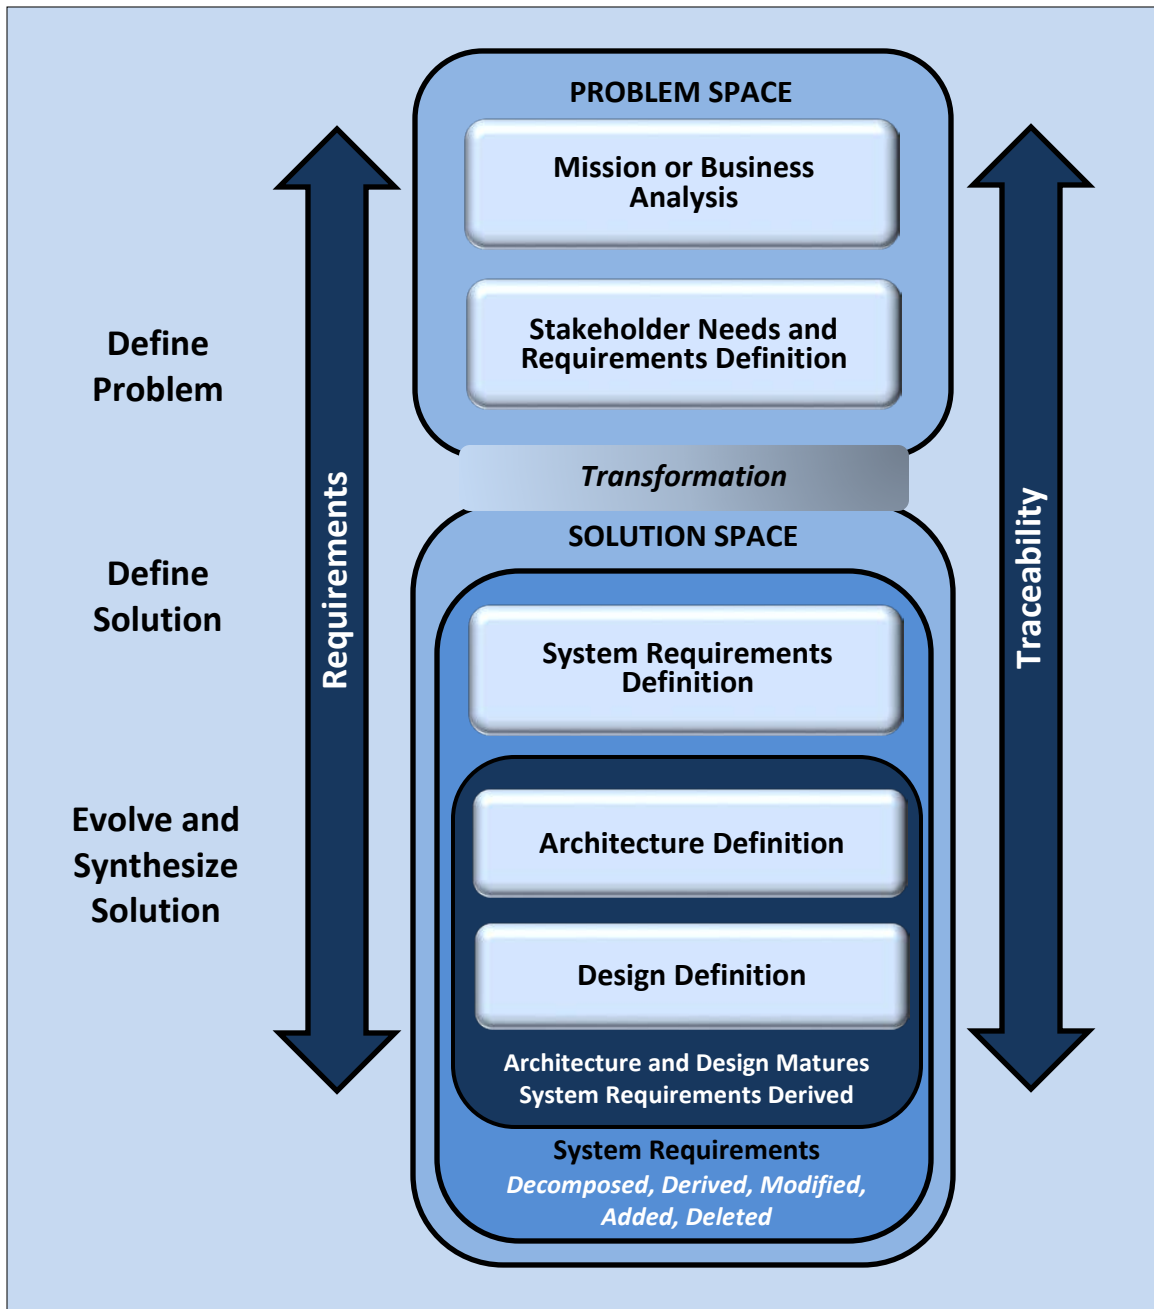 PROBLEM SPACE
Mission or Business
Analysis
Stakeholder Needs and
Requirements Definition
Define
Problem
Transformation
Requirements
Traceability
SOLUTION SPACE
Define
Solution
System Requirements
Definition
Evolve and
Synthesize
Solution
Architecture Definition
Design Definition
Architecture and Design Matures
System Requirements Derived
System Requirements
Decomposed, Derived, Modified,
Added, Deleted